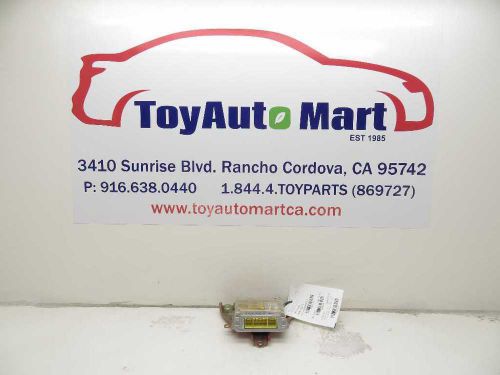 ToyAuto Mart
EST 1985
3410 Sunrise Blvd. Rancho Cordova, CA 95742
P: 916.638.0440 1.844.4.TOYPARTS (869727)
www.toyautomartca.com